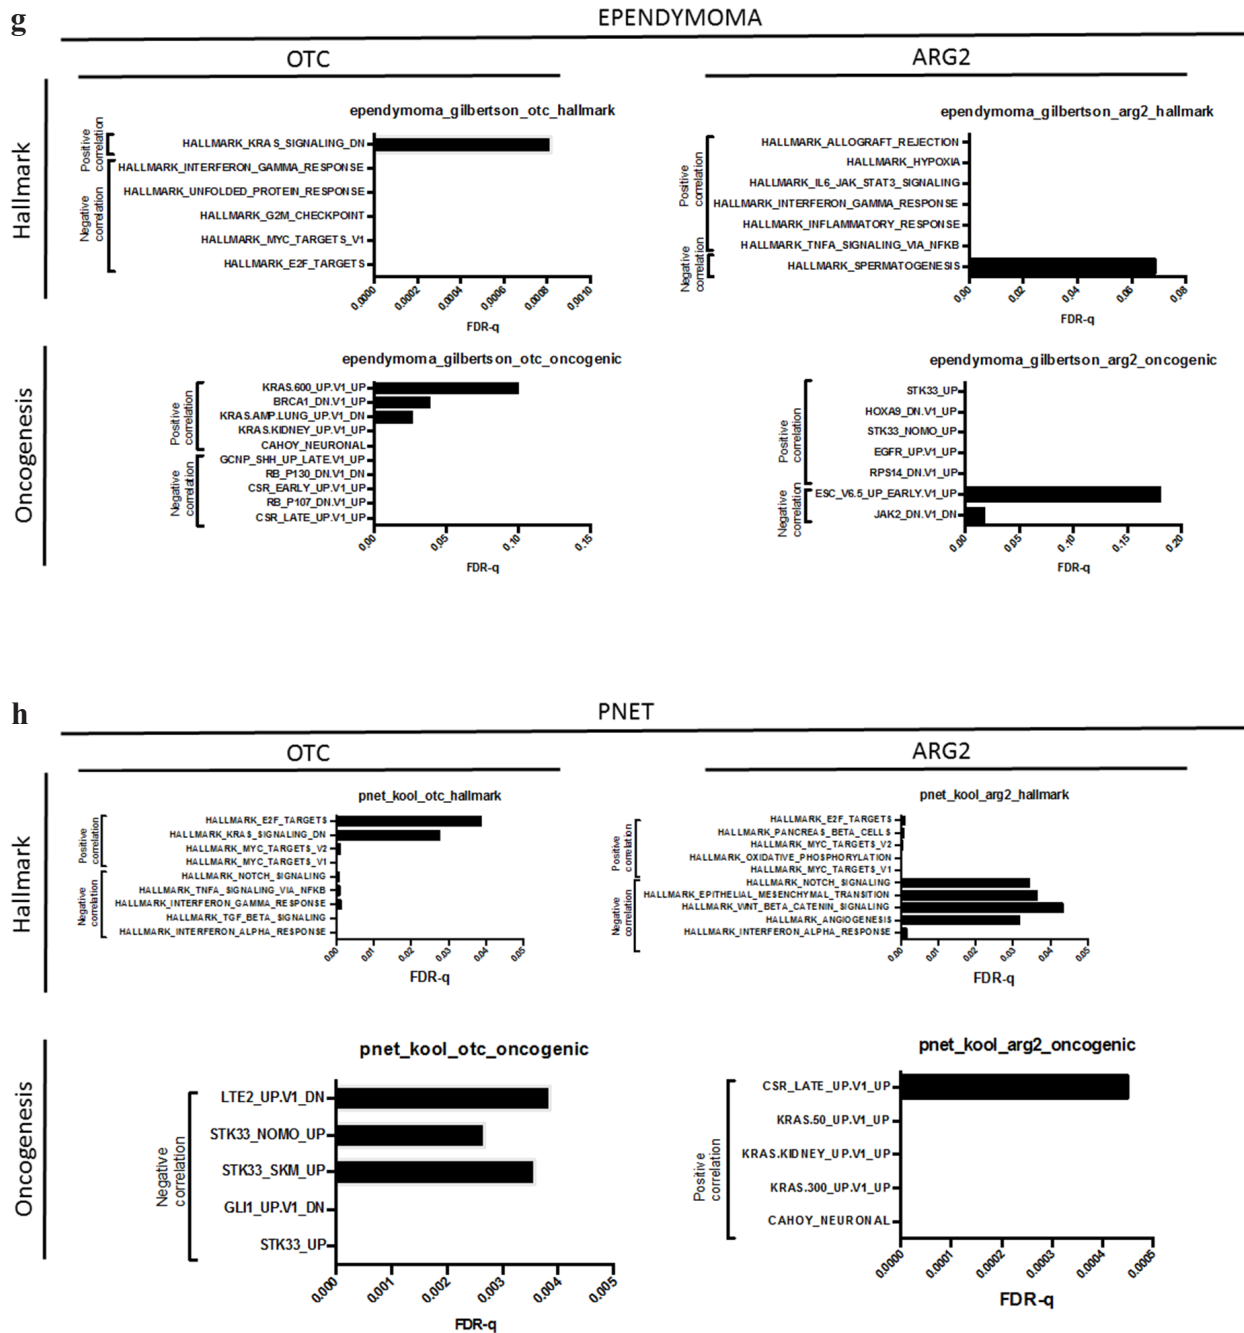 g
EPENDYMOMA
OTC
ARG2
Hallmark
ependymoma_gilbertson_otc_hallmark
Positive
correlation
Negative
correlation
HALLMARK_KRAS_SIGNALING_DN
HALLMARK_INTERFERON_GAMMA_RESPONSE
HALLMARK_UNFOLDED_PROTEIN_RESPONSE
HALLMARK_G2M_CHECKPOINT
HALLMARK_MYC_TARGETS_V1
HALLMARK_E2F_TARGETS
0.0000 0.0002 0.0004 0.0006 0.0008 0.0010
FDR-q
ependymoma_gilbertson_arg2_hallmark
Positive
correlation
Negative
correlation
HALLMARK_ALLOGRAFT_REJECTION
HALLMARK_HYPOXIA
HALLMARK_IL6_JAK_STAT3_SIGNALING
HALLMARK_INTERFERON_GAMMA_RESPONSE
HALLMARK_INFLAMMATORY_RESPONSE
HALLMARK_TNFA_SIGNALING_VIA_NFKB
HALLMARK_SPERMATOGENESIS
0.00 0.02 0.04 0.06 0.08
FDR-q
Oncogenesis
ependymoma_gilbertson_otc_oncogenic
Positive
correlation
Negative
correlation
KRAS.600_UP.V1_UP
BRCA1_DN.V1_UP
KRAS.AMP.LUNG_UP.V1_DN
KRAS.KIDNEY_UP.V1_UP
CAHOY_NEURONAL
GCNP_SHH_UP_LATE.V1_UP
RB_P130_DN.V1_DN
CSR_EARLY_UP.V1_UP
RB_P107_DN.V1_UP
CSR_LATE_UP.V1_UP
0.00 0.05 0.10 0.15
FDR-q
ependymoma_gilbertson_arg2_oncogenic
Positive
correlation
Negative
correlation
STK33_UP
HOXA9_DN.V1_UP
STK33_NOMO_UP
EGFR_UP.V1_UP
RPS14_DN.V1_UP
ESC_V6.5_UP_EARLY.V1_UP
JAK2_DN.V1_DN
0.00 0.05 0.10 0.15 0.20
FDR-q
h
PNET
OTC
ARG2
Hallmark
pnet_kool_otc_hallmark
Positive
correlation
Negative
correlation
HALLMARK_E2F_TARGETS
HALLMARK_KRAS_SIGNALING_DN
HALLMARK_MYC_TARGETS_V2
HALLMARK_MYC_TARGETS_V1
HALLMARK_NOTCH_SIGNALING
HALLMARK_TNFA_SIGNALING_VIA_NFKB
HALLMARK_INTERFERON_GAMMA_RESPONSE
HALLMARK_TGF_BETA_SIGNALING
HALLMARK_INTERFERON_ALPHA_RESPONSE
0.00 0.01 0.02 0.03 0.04 0.05
FDR-q
pnet_kool_arg2_hallmark
Positive
correlation
Negative
correlation
HALLMARK_E2F_TARGETS
HALLMARK_PANCREAS_BETA_CELLS
HALLMARK_MYC_TARGETS_V2
HALLMARK_OXIDATIVE_PHOSPHORYLATION
HALLMARK_MYC_TARGETS_V1
HALLMARK_NOTCH_SIGNALING
HALLMARK_EPITHELIAL_MESENCHYMAL_TRANSITION
HALLMARK_WNT_BETA_CATENIN_SIGNALING
HALLMARK_ANGIOGENESIS
HALLMARK_INTERFERON_ALPHA_RESPONSE
0.00 0.01 0.02 0.03 0.04 0.05
FDR-q
Oncogenesis
pnet_kool_otc_oncogenic
Negative
correlation
LTE2_UP.V1_DN
STK33_NOMO_UP
STK33_SKM_UP
GLI1_UP.V1_DN
STK33_UP
0.000 0.001 0.002 0.003 0.004 0.005
FDR-q
pnet_kool_arg2_oncogenic
Positive
correlation
CSR_LATE_UP.V1_UP
KRAS.50_UP.V1_UP
KRAS.KIDNEY_UP.V1_UP
KRAS.300_UP.V1_UP
CAHOY_NEURONAL
0.0000 0.0001 0.0002 0.0003 0.0004 0.0005
FDR-q